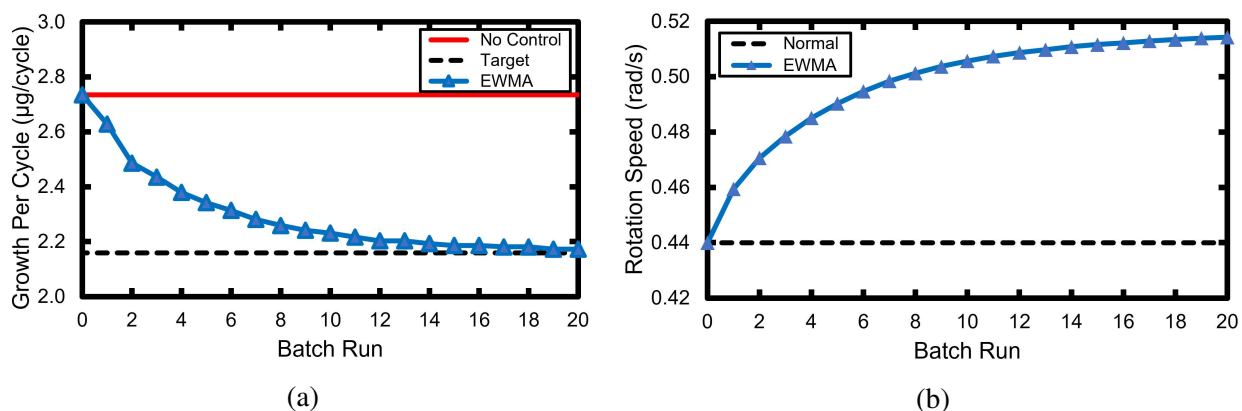 3.0
2.8
2.6
2.4
2.2
2.0
Growth Per Cycle (μg/cycle)
No Control
Target
EWMA
0 2 4 6 8 10 12 14 16 18 20
Batch Run
(a)
0.52
0.50
0.48
0.46
0.44
0.42
Rotation Speed (rad/s)
Normal
EWMA
0 2 4 6 8 10 12 14 16 18 20
Batch Run
(b)